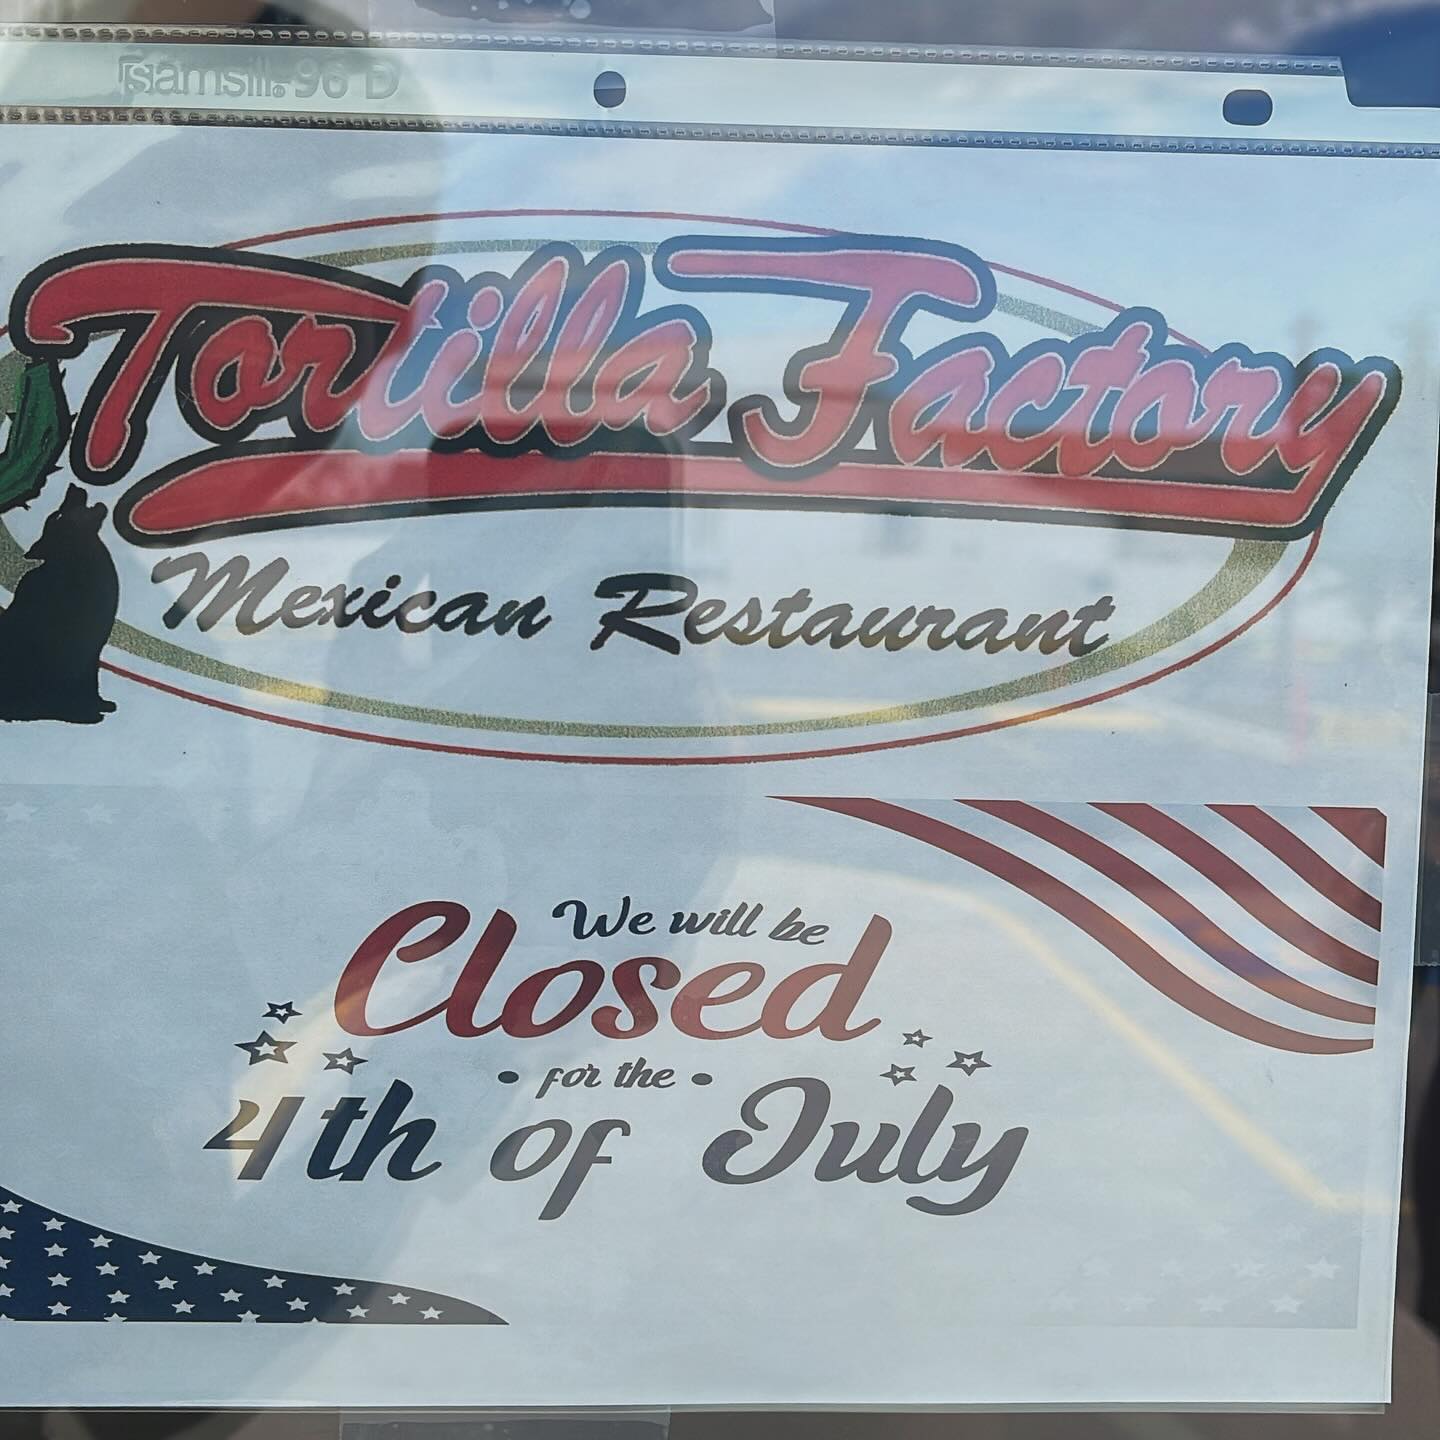 Samsill® 96 D
Tortilla Factory
Mexican Restaurant
We will be
Closed
• for the •
4th of July